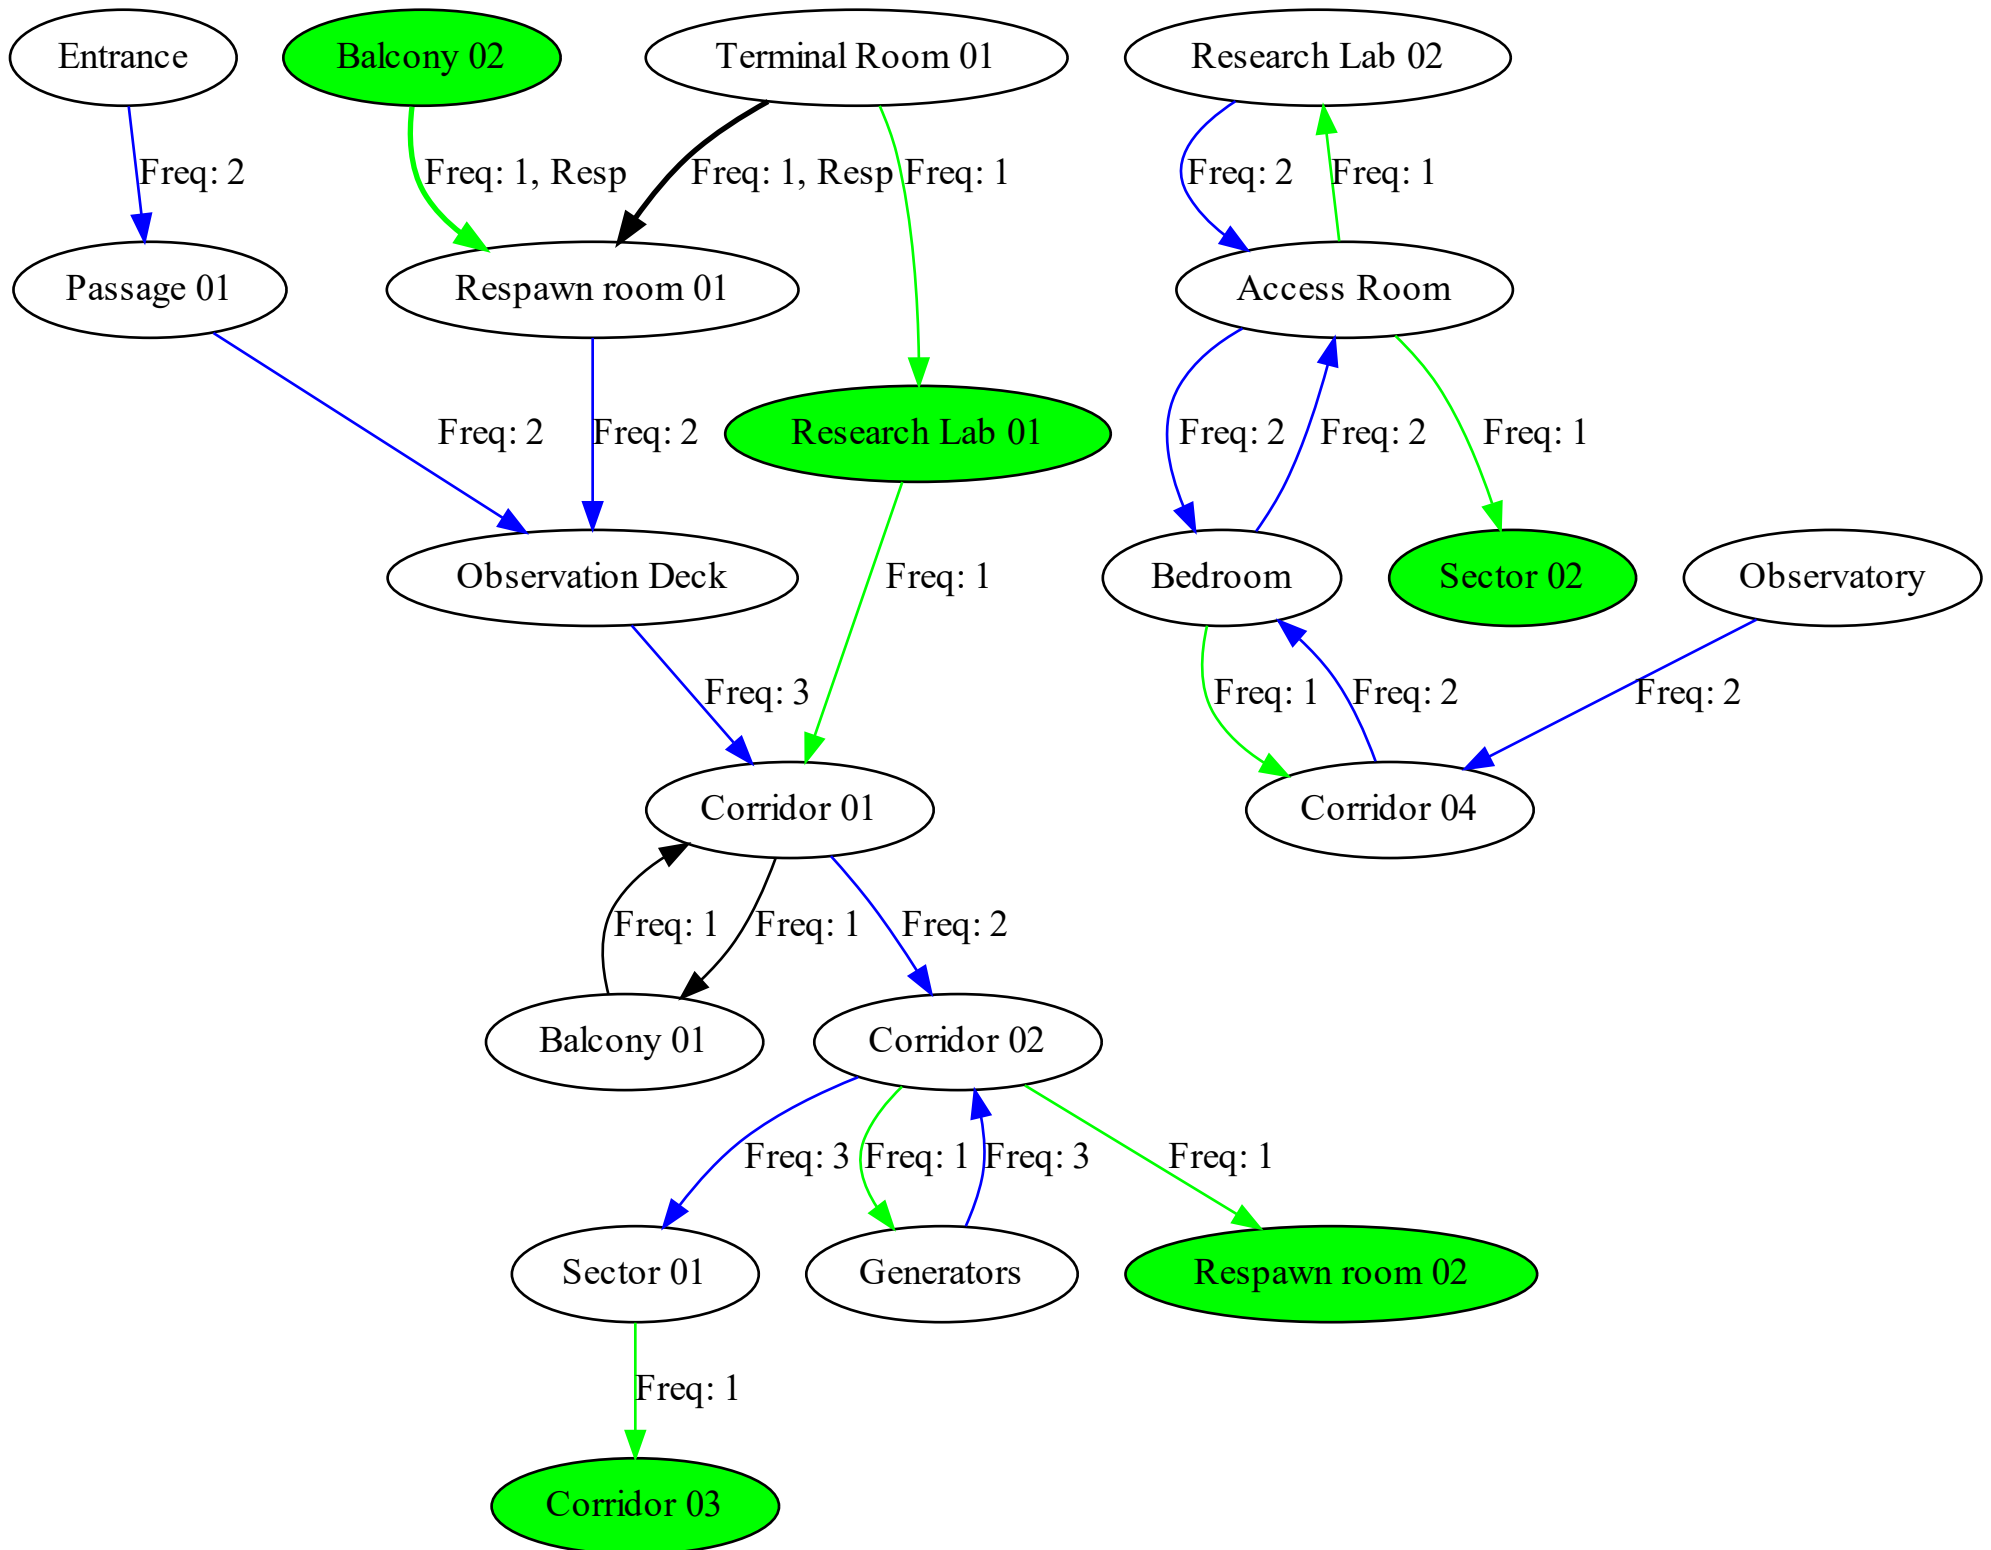 Entrance
Balcony 02
Terminal Room 01
Research Lab 02
Freq: 2
Freq: 1, Resp
Freq: 1, Resp
Freq: 1
Freq: 2
Freq: 1
Passage 01
Respawn room 01
Access Room
Freq: 2
Freq: 2
Research Lab 01
Freq: 2
Freq: 2
Freq: 1
Observation Deck
Freq: 1
Bedroom
Sector 02
Observatory
Freq: 3
Freq: 1
Freq: 2
Freq: 2
Corridor 01
Corridor 04
Freq: 1
Freq: 1
Freq: 2
Balcony 01
Corridor 02
Freq: 3
Freq: 1
Freq: 3
Freq: 1
Sector 01
Generators
Respawn room 02
Freq: 1
Corridor 03